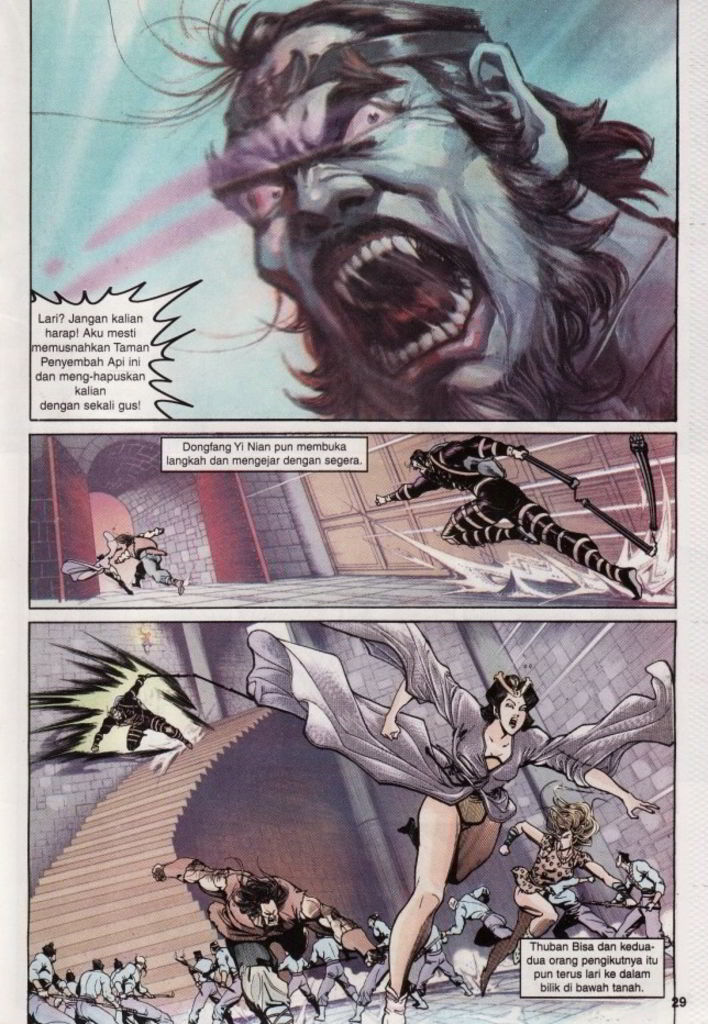 Lari? Jangan kalian
harap! Aku mesti
memusnahkan Taman
Penyembah Api ini
dan meng-hapuskan
kalian
dengan sekali gus!
Dongfang Yi Nian pun membuka
langkah dan mengejar dengan segera.
Thuban Bisa dan kedua-
dua orang pengikutnya itu
pun terus lari ke dalam
bilik di bawah tanah.
29